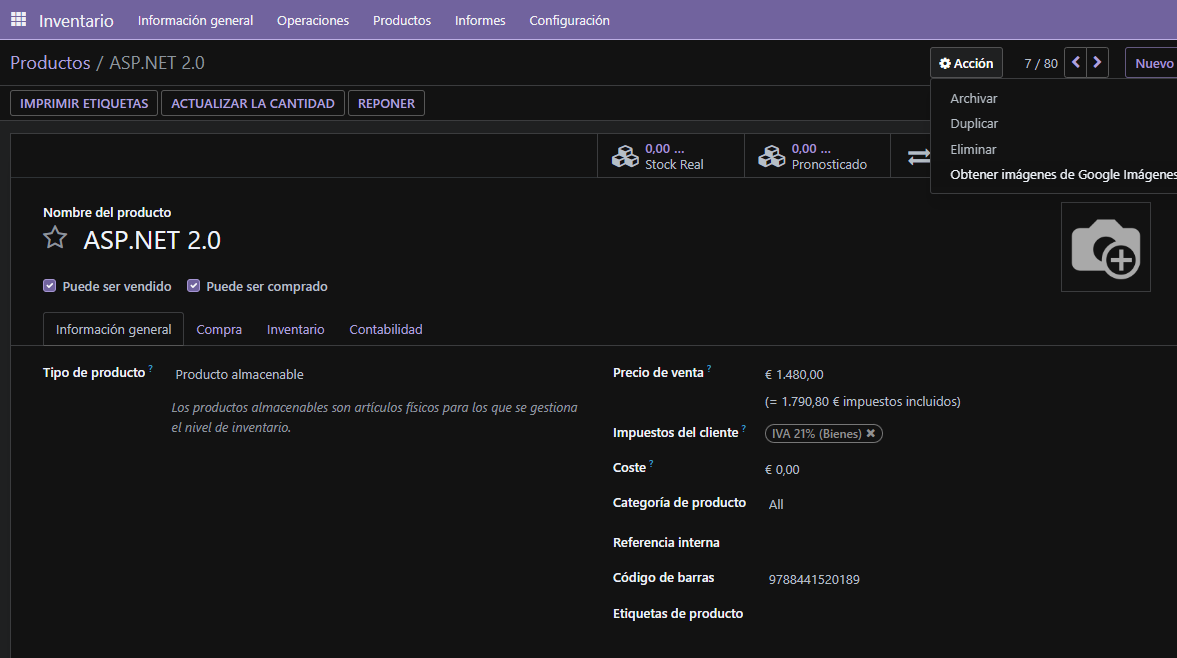 Inventario Información general Operaciones Productos Informes Configuración
Productos / ASP.NET 2.0
Acción 7 / 80 Nuevo
IMPRIMIR ETIQUETAS ACTUALIZAR LA CANTIDAD REPONER
Archivar
Duplicar
Eliminar
Obtener imágenes de Google Imágenes
0,00 ...
Stock Real
0,00 ...
Pronosticado
Nombre del producto
ASP.NET 2.0
Puede ser vendido Puede ser comprado
Información general Compra Inventario Contabilidad
Tipo de producto ? Producto almacenable
Los productos almacenables son artículos físicos para los que se gestiona
el nivel de inventario.
Precio de venta ? € 1.480,00
(= 1.790,80 € impuestos incluidos)
Impuestos del cliente ? IVA 21% (Bienes) ✖
Coste ? € 0,00
Categoría de producto All
Referencia interna
Código de barras 9788441520189
Etiquetas de producto